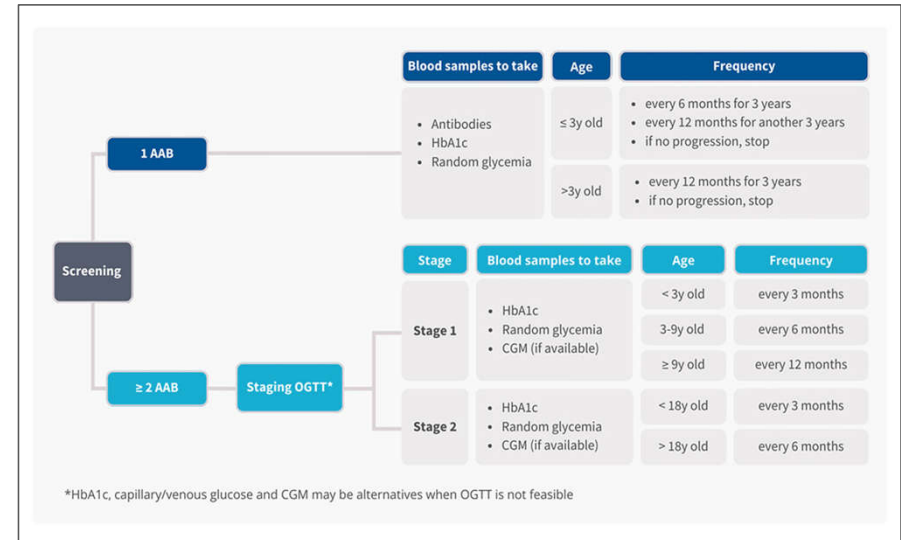 Blood samples to take
Age
Frequency
1 AAB
• Antibodies
• HbA1c
• Random glycemia
≤ 3y old
• every 6 months for 3 years
• every 12 months for another 3 years
• if no progression, stop
>3y old
• every 12 months for 3 years
• if no progression, stop
Screening
Stage
Blood samples to take
Age
Frequency
≥ 2 AAB
Staging OGTT*
Stage 1
• HbA1c
• Random glycemia
• CGM (if available)
< 3y old
every 3 months
3-9y old
every 6 months
≥ 9y old
every 12 months
Stage 2
• HbA1c
• Random glycemia
• CGM (if available)
< 18y old
every 3 months
> 18y old
every 6 months
*HbA1c, capillary/venous glucose and CGM may be alternatives when OGTT is not feasible